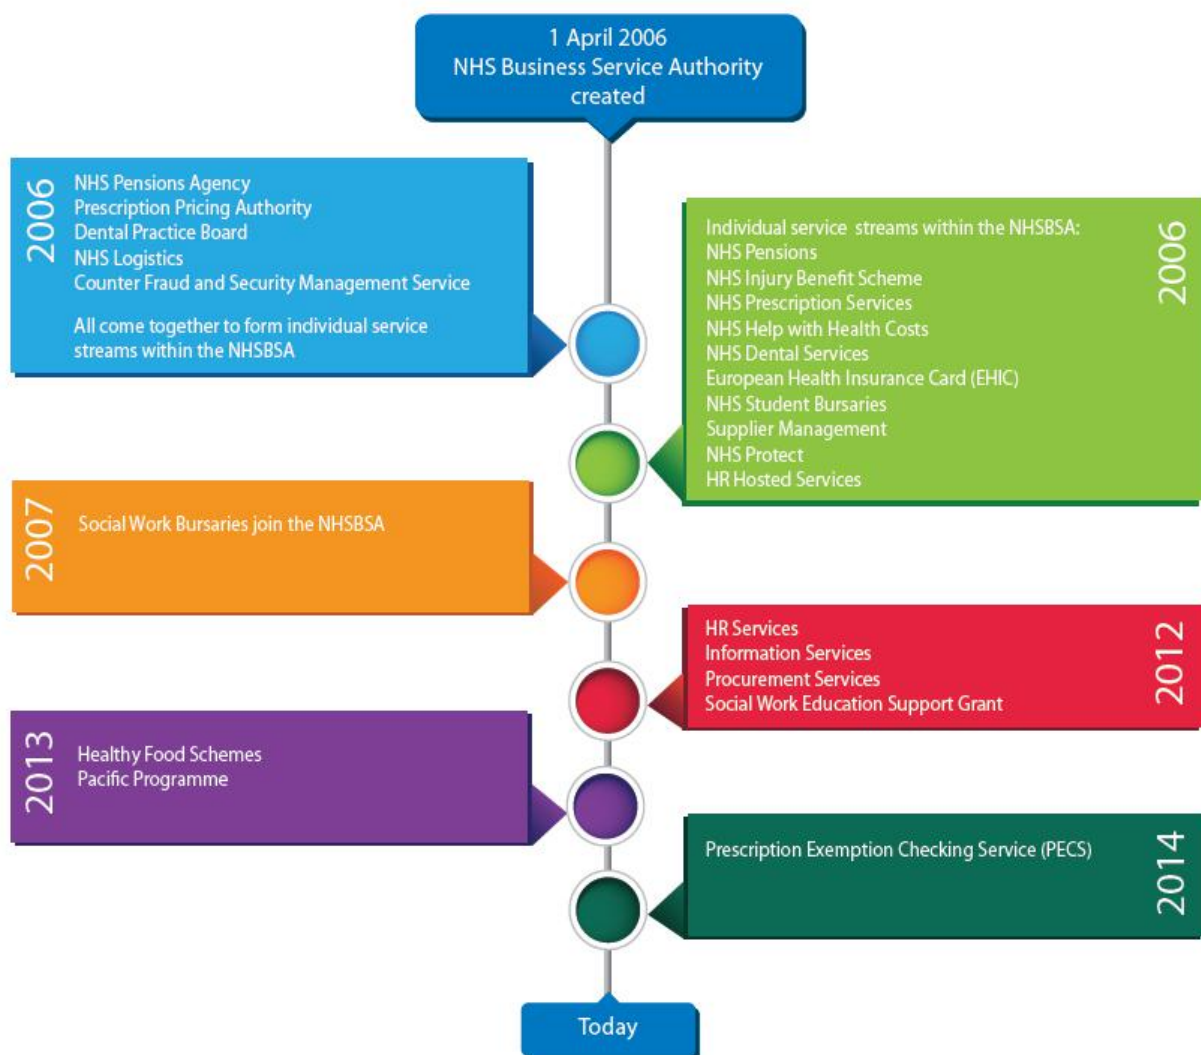 1 April 2006
NHS Business Service Authority
created
2006
NHS Pensions Agency
Prescription Pricing Authority
Dental Practice Board
NHS Logistics
Counter Fraud and Security Management Service
All come together to form individual service
streams within the NHSBSA
2006
Individual service streams within the NHSBSA:
NHS Pensions
NHS Injury Benefit Scheme
NHS Prescription Services
NHS Help with Health Costs
NHS Dental Services
European Health Insurance Card (EHIC)
NHS Student Bursaries
Supplier Management
NHS Protect
HR Hosted Services
2007
Social Work Bursaries join the NHSBSA
2012
HR Services
Information Services
Procurement Services
Social Work Education Support Grant
2013
Healthy Food Schemes
Pacific Programme
2014
Prescription Exemption Checking Service (PECS)
Today